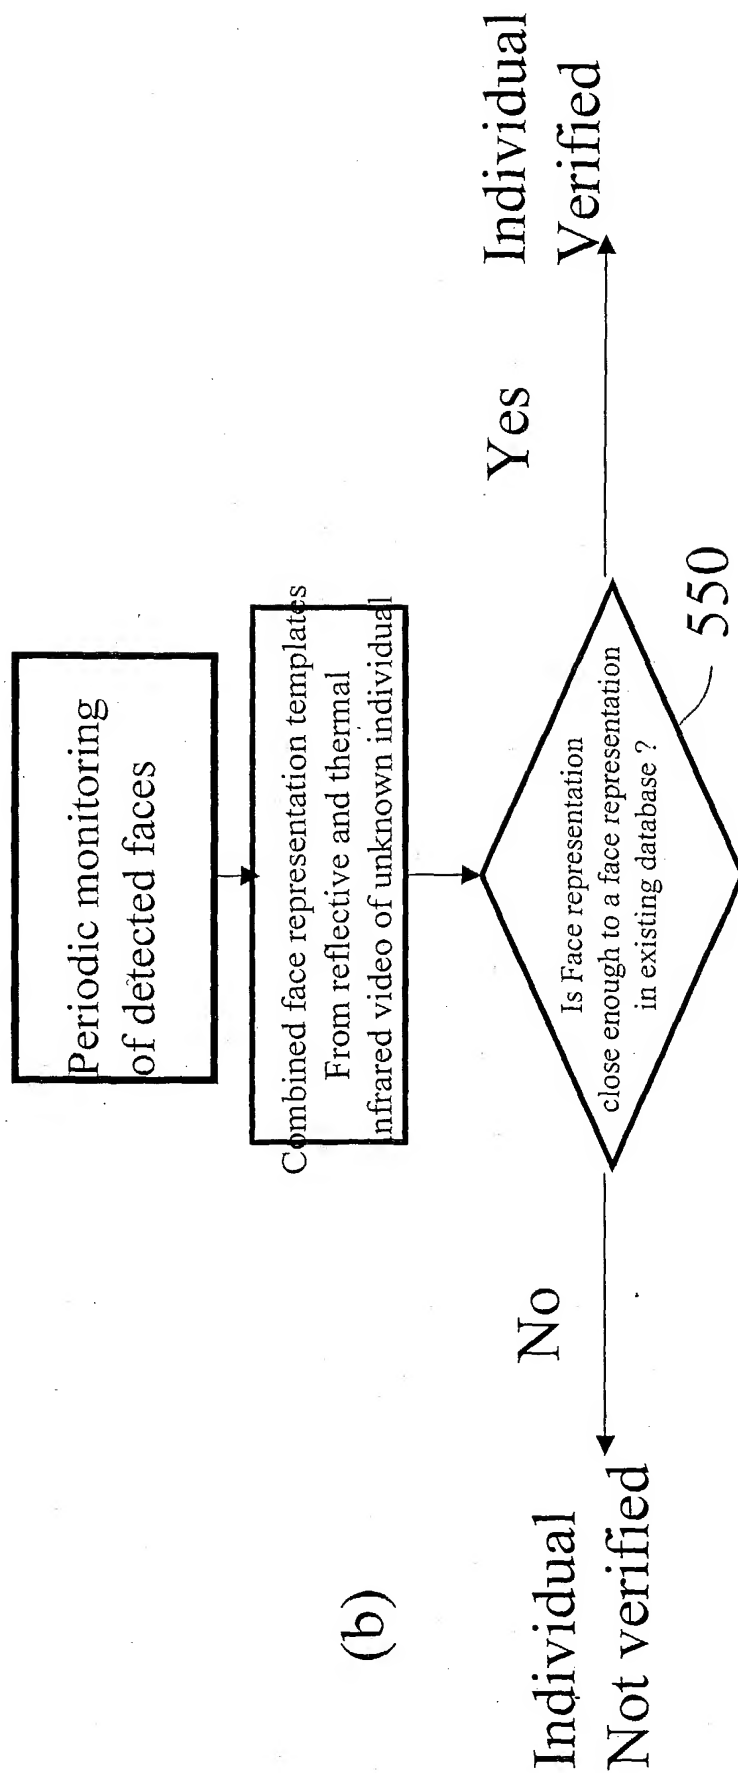 (b)
Periodic monitoring
of detected faces
Combined face representation templates
From reflective and thermal
infrared video of unknown individual
Is Face representation
close enough to a face representation
in existing database ?
550
No
Individual
Not verified
Yes
Individual
Verified